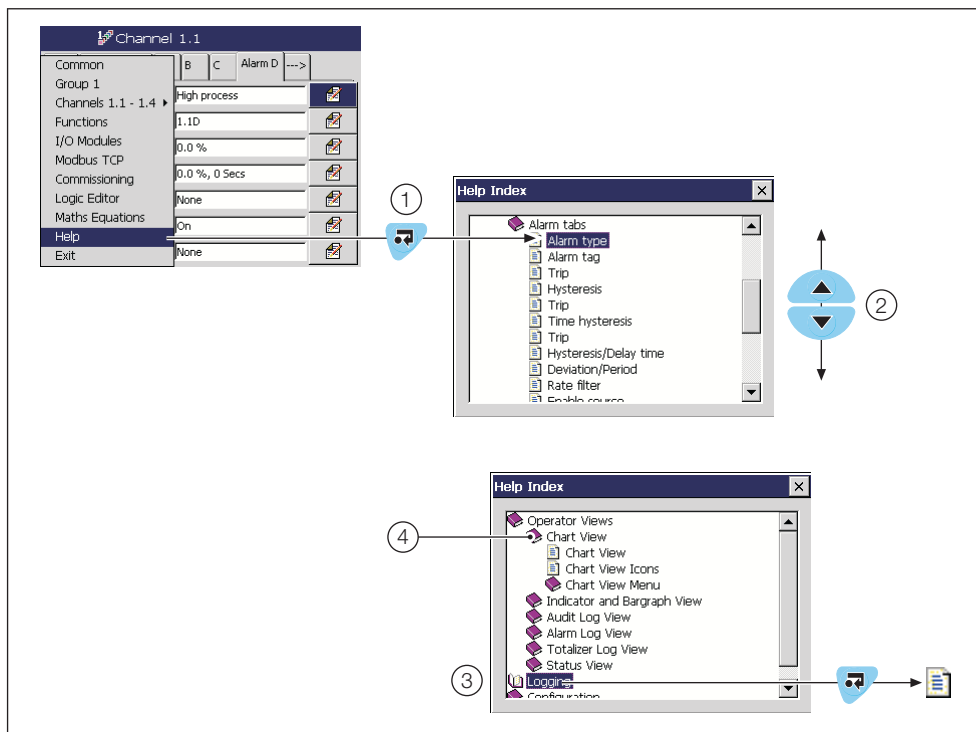 Channel 1.1
Common
Group 1
Channels 1.1 - 1.4
Functions
I/O Modules
Modbus TCP
Commissioning
Logic Editor
Maths Equations
Help
Exit
B C Alarm D --->
High process
1.1D
0.0 %
0.0 %, 0 Secs
None
On
None
1
Help Index
Alarm tabs
Alarm type
Alarm tag
Trip
Hysteresis
Trip
Time hysteresis
Trip
Hysteresis/Delay time
Deviation/Period
Rate filter
Enable source
2
Help Index
Operator Views
4
Chart View
Chart View
Chart View Icons
Chart View Menu
Indicator and Bargraph View
Audit Log View
Alarm Log View
Totalizer Log View
Status View
3
Logging
Configuration